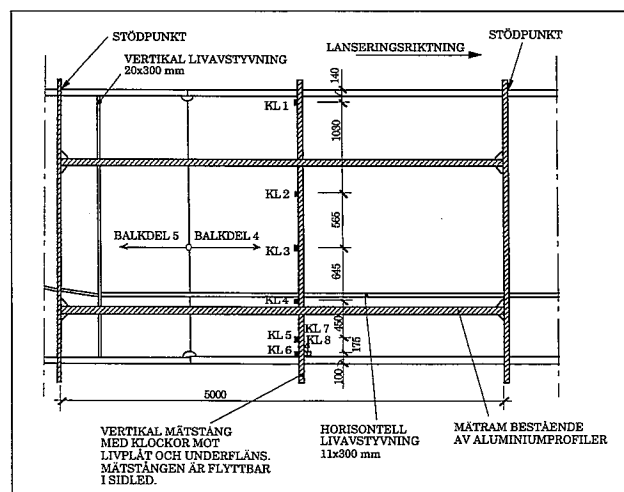 STÖDPUNKT
LANSERINGSRIKTNING
STÖDPUNKT
VERTIKAL LIVAVSTYVNING
20x300 mm
140
KL 1
1030
KL 2
565
BALKDEL 5
BALKDEL 4
KL 3
645
KL 4
450
KL 7
KL 5
KL 8
KL 6
175
100
5000
VERTIKAL MÄTSTÅNG
MED KLOCKOR MOT
LIVPLÅT OCH UNDERFLÄNS.
MÄTSTÅNGEN ÄR FLYTTBAR
I SIDLED.
HORISONTELL
LIVAVSTYVNING
11x300 mm
MÄTRAM BESTÅENDE
AV ALUMINIUMPROFILER